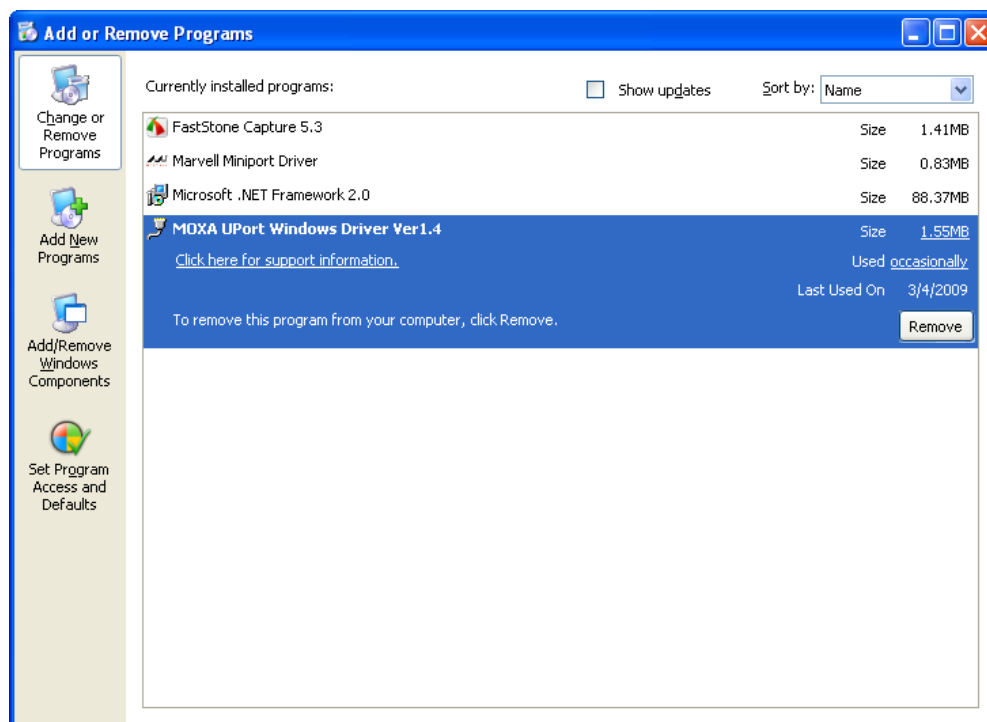 Add or Remove Programs
Change or
Remove
Programs
Add New
Programs
Add/Remove
Windows
Components
Set Program
Access and
Defaults
Currently installed programs:
Show updates
Sort by: Name
FastStone Capture 5.3 Size 1.41MB
Marvell Miniport Driver Size 0.83MB
Microsoft .NET Framework 2.0 Size 88.37MB
MOXA UPort Windows Driver Ver1.4 Size 1.55MB
Click here for support information. Used occasionally
Last Used On 3/4/2009
To remove this program from your computer, click Remove. Remove